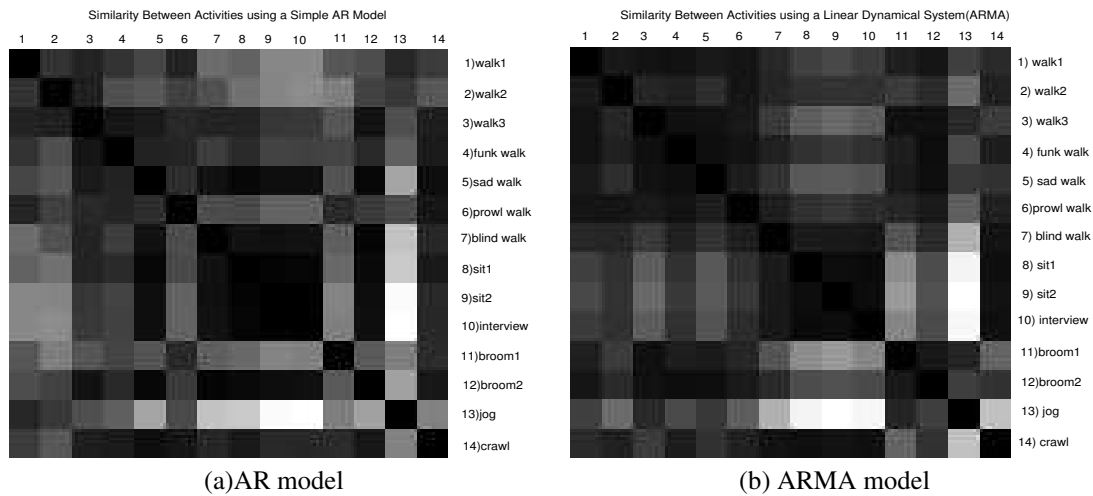 Similarity Between Activities using a Simple AR Model
1 2 3 4 5 6 7 8 9 10 11 12 13 14
1)walk1
2)walk2
3)walk3
4)funk walk
5)sad walk
6)prowl walk
7)blind walk
8)sit1
9)sit2
10)interview
11)broom1
12)broom2
13)jog
14)crawl
(a)AR model
Similarity Between Activities using a Linear Dynamical System(ARMA)
1 2 3 4 5 6 7 8 9 10 11 12 13 14
1) walk1
2) walk2
3) walk3
4) funk walk
5) sad walk
6)prowl walk
7) blind walk
8) sit1
9) sit2
10) interview
11)broom1
12)broom2
13) jog
14) crawl
(b) ARMA model